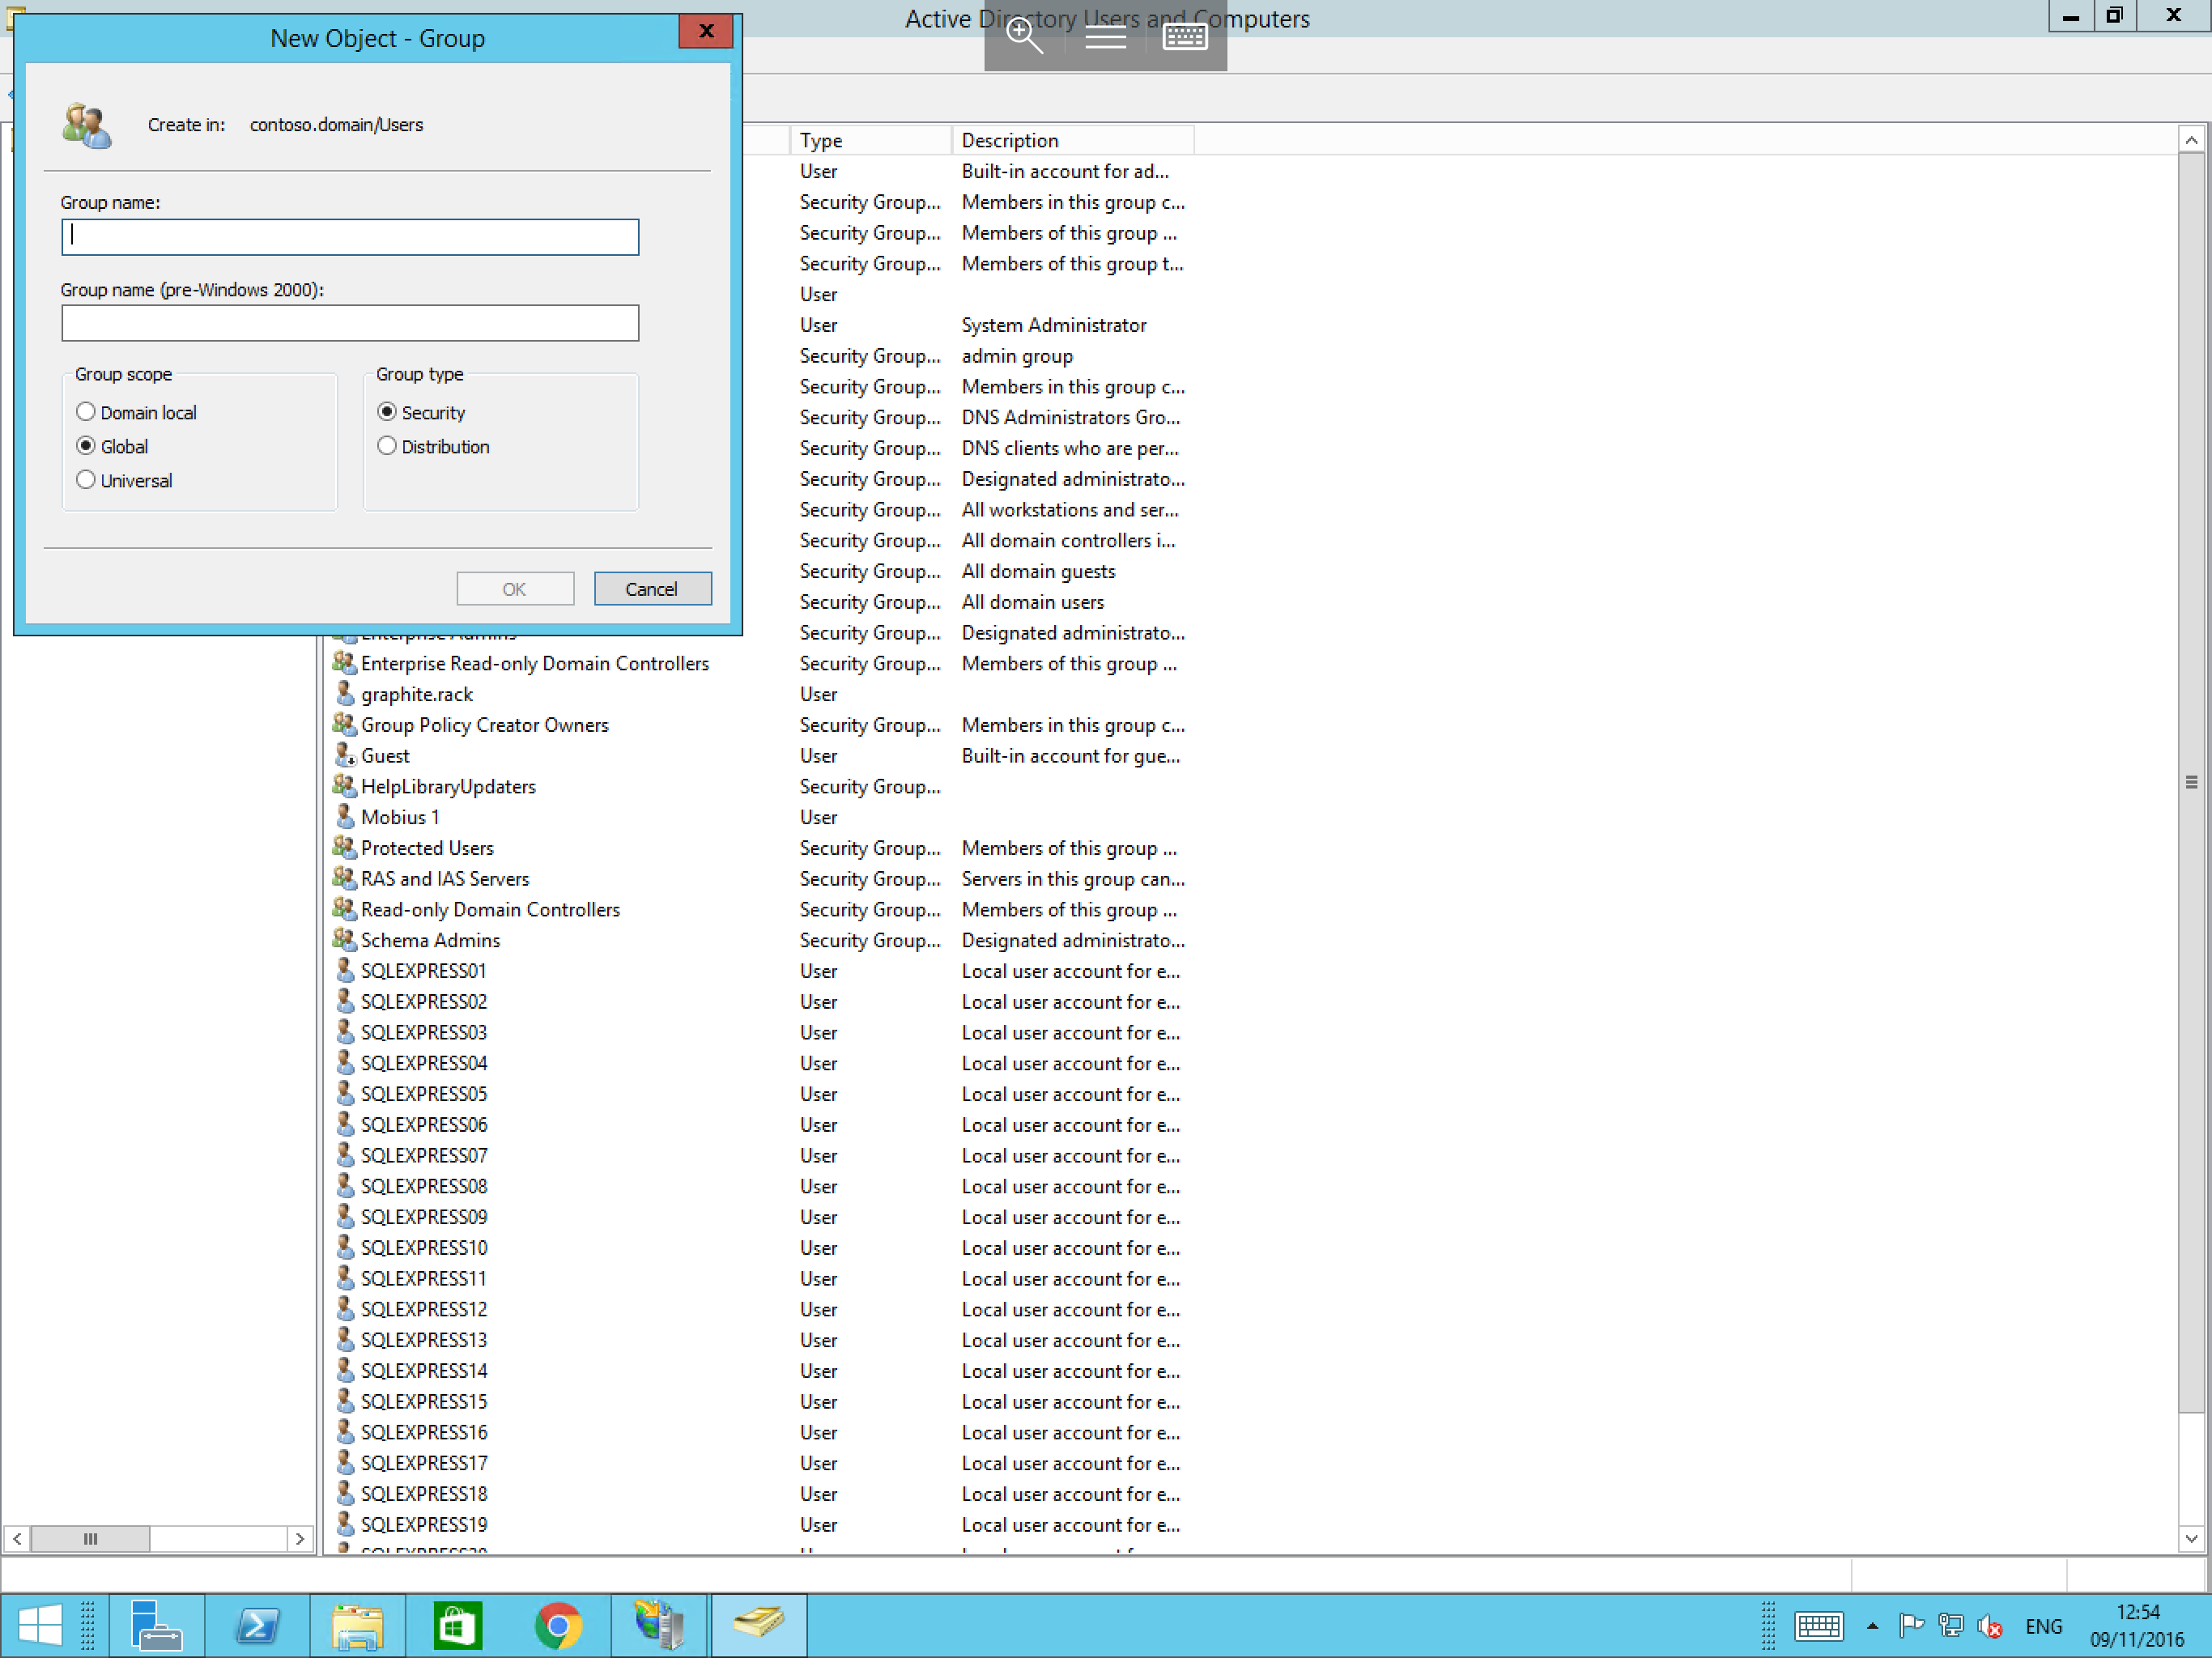 Active Directory Users and Computers
New Object - Group
x
Create in: contoso.domain/Users
Group name:
Group name (pre-Windows 2000):
Group scope
Domain local
Global
Universal
Group type
Security
Distribution
OK
Cancel
Type Description
User Built-in account for ad...
Security Group... Members in this group c...
Security Group... Members of this group ...
Security Group... Members of this group t...
User
User System Administrator
Security Group... admin group
Security Group... Members in this group c...
Security Group... DNS Administrators Gro...
Security Group... DNS clients who are per...
Security Group... Designated administrato...
Security Group... All workstations and ser...
Security Group... All domain controllers i...
Security Group... All domain guests
Security Group... All domain users
Enterprise Admins Security Group... Designated administrato...
Enterprise Read-only Domain Controllers Security Group... Members of this group ...
graphite.rack User
Group Policy Creator Owners Security Group... Members in this group c...
Guest User Built-in account for gue...
HelpLibraryUpdaters Security Group...
Mobius 1 User
Protected Users Security Group... Members of this group ...
RAS and IAS Servers Security Group... Servers in this group can...
Read-only Domain Controllers Security Group... Members of this group ...
Schema Admins Security Group... Designated administrato...
SQLEXPRESS01 User Local user account for e...
SQLEXPRESS02 User Local user account for e...
SQLEXPRESS03 User Local user account for e...
SQLEXPRESS04 User Local user account for e...
SQLEXPRESS05 User Local user account for e...
SQLEXPRESS06 User Local user account for e...
SQLEXPRESS07 User Local user account for e...
SQLEXPRESS08 User Local user account for e...
SQLEXPRESS09 User Local user account for e...
SQLEXPRESS10 User Local user account for e...
SQLEXPRESS11 User Local user account for e...
SQLEXPRESS12 User Local user account for e...
SQLEXPRESS13 User Local user account for e...
SQLEXPRESS14 User Local user account for e...
SQLEXPRESS15 User Local user account for e...
SQLEXPRESS16 User Local user account for e...
SQLEXPRESS17 User Local user account for e...
SQLEXPRESS18 User Local user account for e...
SQLEXPRESS19 User Local user account for e...
ENG
12:54
09/11/2016